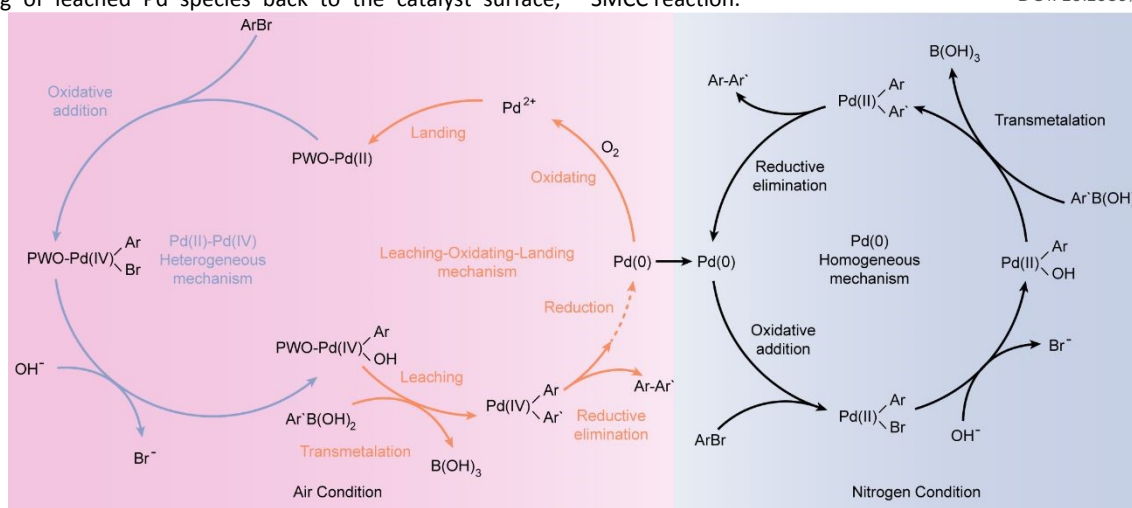 g of leached Pd species back to the catalyst surface,
SMCC reaction.
ArBr
Oxidative
addition
PWO-Pd(II)
Landing
Pd2+
O2
Oxidating
PWO-Pd(IV)
Ar
Br
Pd(II)-Pd(IV)
Heterogeneous
mechanism
Leaching-Oxidating-Landing
mechanism
Pd(0)
Reduction
OH-
Br-
PWO-Pd(IV)
Ar
OH
Leaching
Ar`B(OH)2
Transmetalation
B(OH)3
Pd(IV)
Ar
Ar`
Ar-Ar`
Reductive
elimination
Air Condition
B(OH)3
Ar-Ar`
Pd(II)
Ar
Ar`
Transmetalation
Reductive
elimination
Ar`B(OH
Pd(0)
Pd(0)
Homogeneous
mechanism
Pd(II)
Ar
OH
Oxidative
addition
Br-
ArBr
Pd(II)
Ar
Br
OH-
Nitrogen Condition